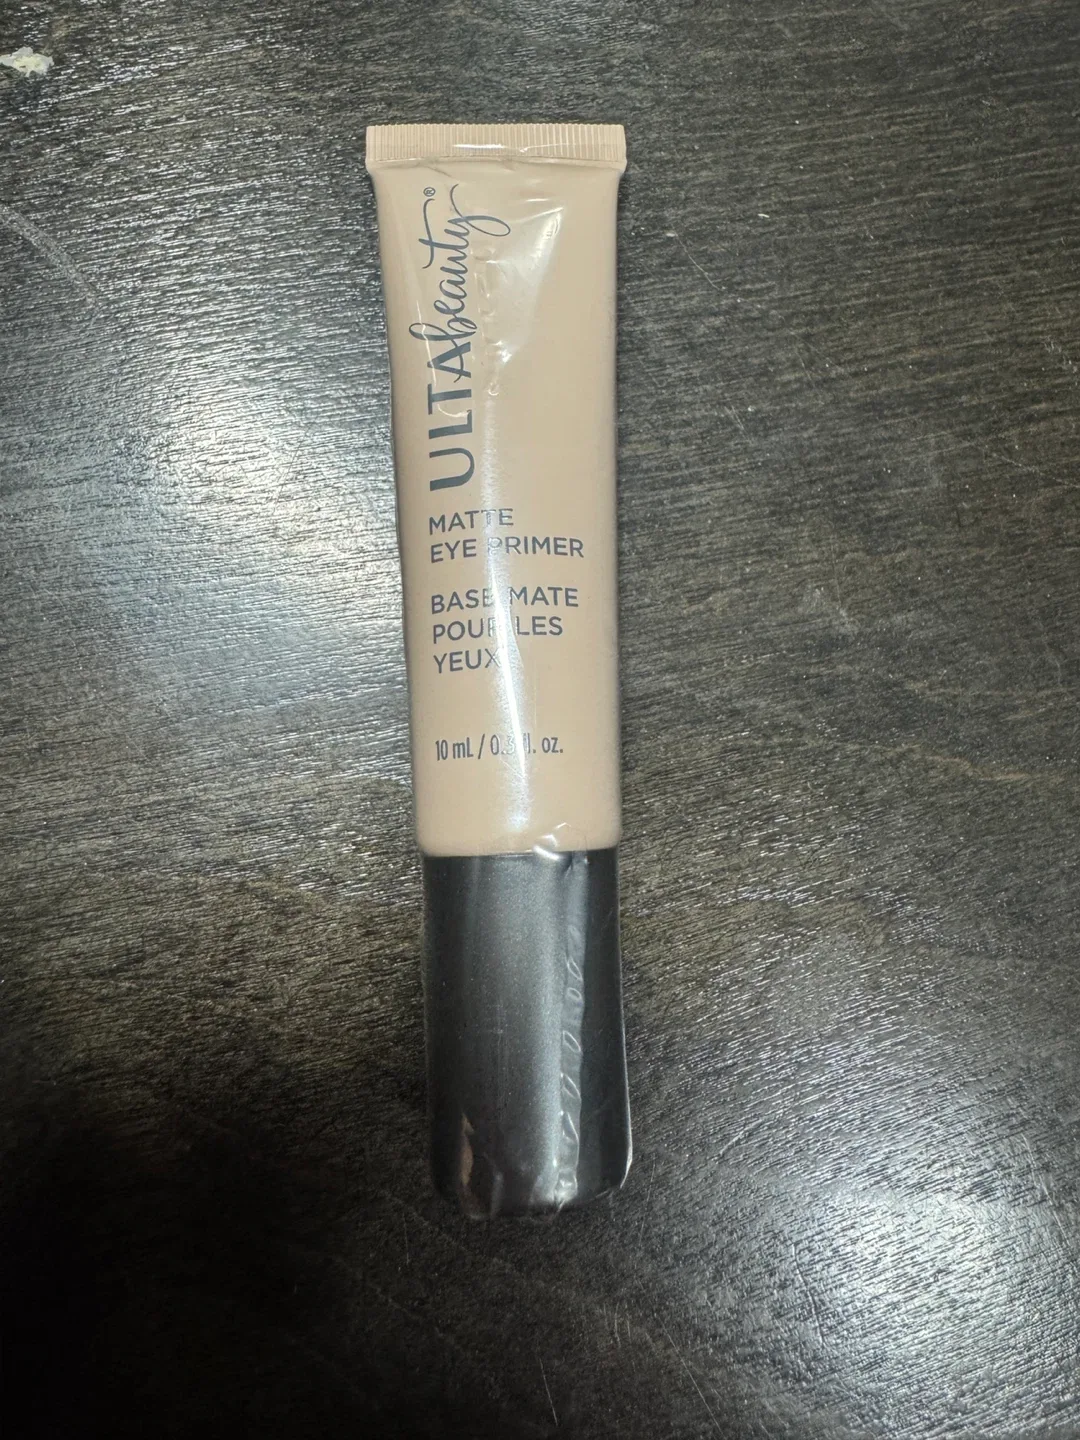 ULTAbeauty®
MATTE
EYE PRIMER
BASE MATE
POUR LES
YEUX
10 mL / 0.3 fl. oz.